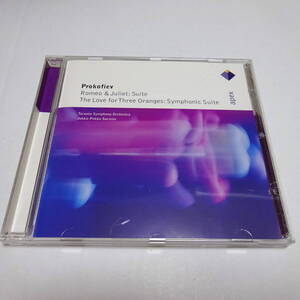 Prokofiev
Romeo & Juliet: Suite
The Love for Three Oranges: Symphonic Suite
Toronto Symphony Orchestra
Jukka-Pekka Saraste
apex